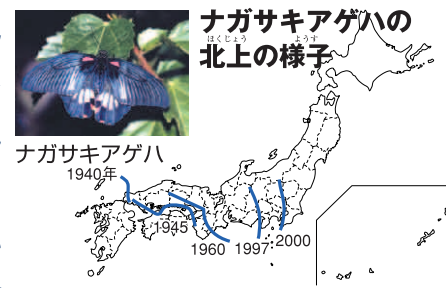 ナガサキアゲハの
北上の様子
ほくじょう
ようす
ナガサキアゲハ
1940年
1945
1960
1997
2000